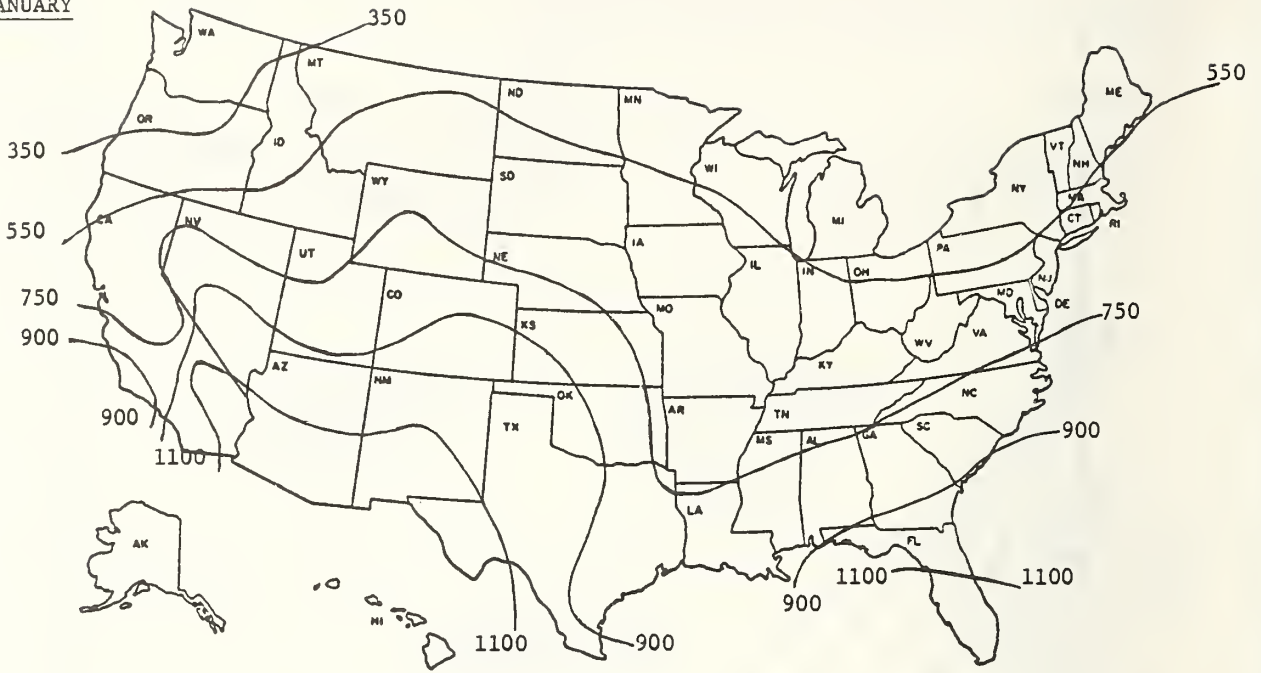 ANUARY
350
WA
MT
ND
MN
ME
550
OR
ID
WI
VT
NH
350
WY
SD
MI
NY
MA
CA
NV
CT
RI
550
UT
NE
IA
PA
IL
IN
OH
NJ
CO
MD
DE
750
MO
750
KS
WV
VA
900
AZ
NM
KY
OK
AR
TN
NC
TX
MS
AL
GA
SC
900
900
1100
LA
AK
FL
1100
1100
900
HI
1100
900